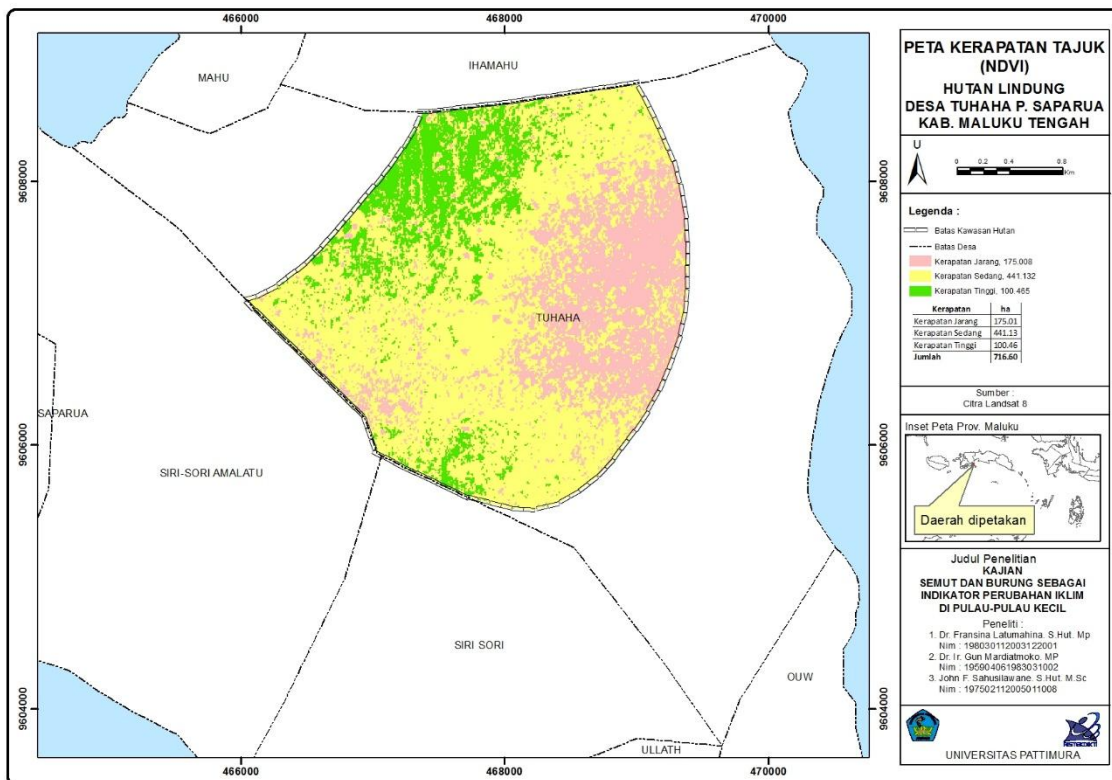 466000
468000
470000
9608000
9608000
9666000
9666000
9604000
9604000
466000
468000
470000
MAHU
IHAMAHU
TUHAHA
SAPARUA
SIRI-SORI AMALATU
SIRI SORI
OUW
ULLATH
PETA KERAPATAN TAJUK
(NDVI)
HUTAN LINDUNG
DESA TUHAHA P. SAPARUA
KAB. MALUKU TENGAH
U
0 0.2 0.4 0.8
Km
Legenda :
Batas Kawasan Hutan
Batas Desa
Kerapatan Jarang, 175.008
Kerapatan Sedang, 441.132
Kerapatan Tinggi, 100.465
Kerapatan ha
Kerapatan Jarang 175.01
Kerapatan Sedang 441.13
Kerapatan Tinggi 100.46
Jumlah 716.60
Sumber :
Citra Landsat 8
Inset Peta Prov. Maluku
Daerah dipetakan
Judul Penelitian
KAJIAN
SEMUT DAN BURUNG SEBAGAI
INDIKATOR PERUBAHAN IKLIM
DI PULAU-PULAU KECIL
Peneliti :
1. Dr. Fransina Latumahina. S.Hut. Mp
Nim : 198030112003122001
2. Dr. Ir. Gun Mardiatmoko. MP
Nim : 195904061983031002
3. John F. Sahusilawane. S.Hut. M.Sc
Nim : 197502112005011008
UNIVERSITAS PATTIMURA